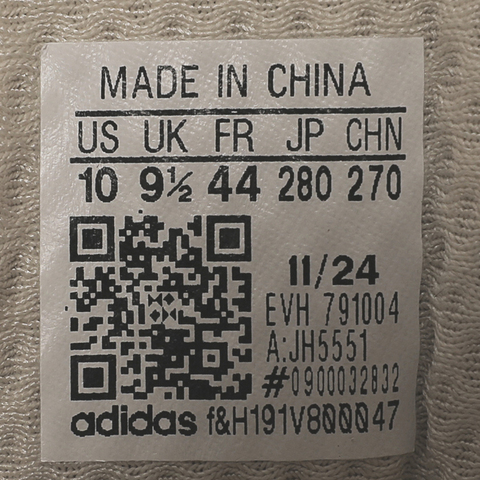 MADE IN CHINA
US UK FR JP CHN
10 9½ 44 280 270
11/24
EVH 791004
A:JH5551
#0900032832
adidas f&H191V800047